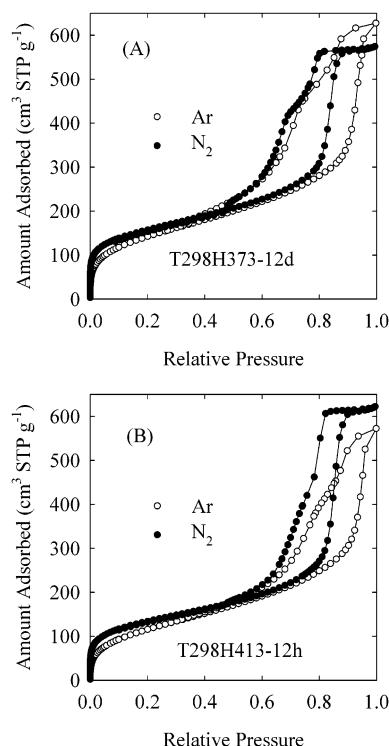 (A)
600
500
400
300
200
100
0
Amount Adsorbed (cm³ STP g⁻¹)
Ar
N₂
T298H373-12d
0.0 0.2 0.4 0.6 0.8 1.0
Relative Pressure
(B)
600
500
400
300
200
100
0
Amount Adsorbed (cm³ STP g⁻¹)
Ar
N₂
T298H413-12h
0.0 0.2 0.4 0.6 0.8 1.0
Relative Pressure